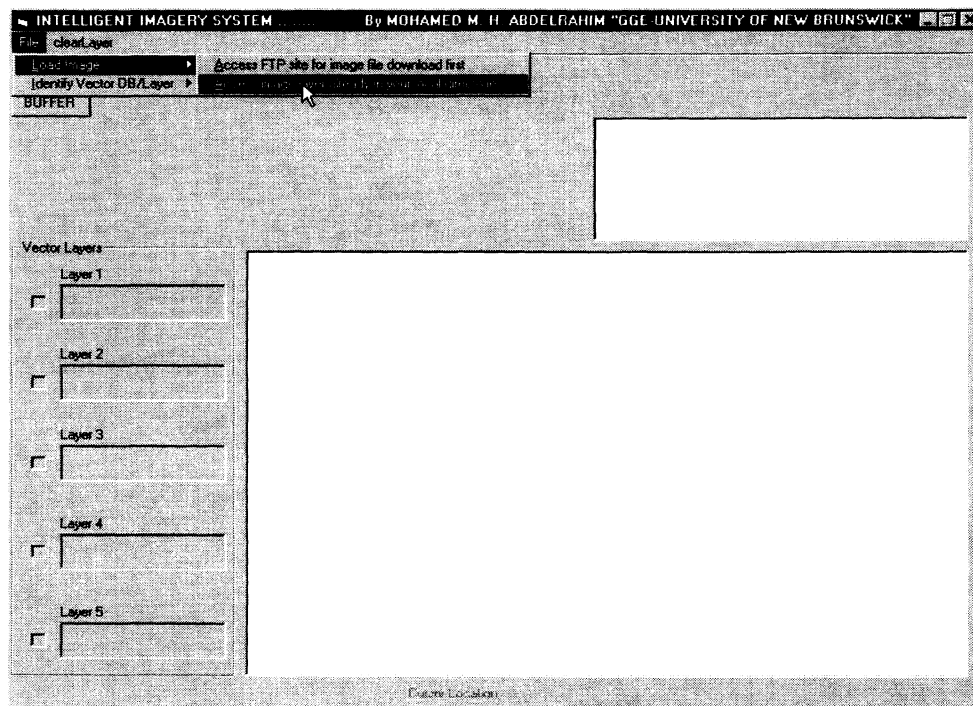 INTELLIGENT IMAGERY SYSTEM ........ By MOHAMED M. H. ABDELRAHIM "GGE-UNIVERSITY OF NEW BRUNSWICK"
File clearLayer
Load Image
Access FTP site for image file download first
Identify Vector DB/Layer
BUFFER
Vector Layers
Layer 1
Layer 2
Layer 3
Layer 4
Layer 5
Location